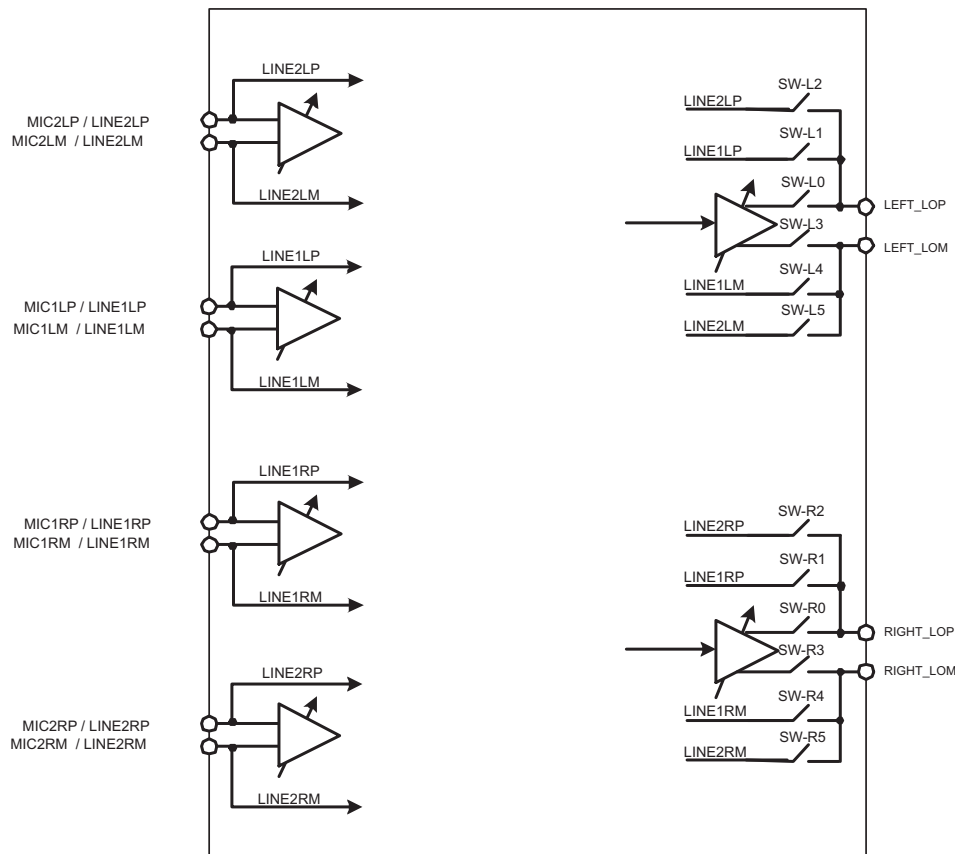 LINE2LP
MIC2LP / LINE2LP
MIC2LM / LINE2LM
LINE2LM
LINE1LP
MIC1LP / LINE1LP
MIC1LM / LINE1LM
LINE1LM
LINE1RP
MIC1RP / LINE1RP
MIC1RM / LINE1RM
LINE1RM
LINE2RP
MIC2RP / LINE2RP
MIC2RM / LINE2RM
LINE2RM
SW-L2
LINE2LP
SW-L1
LINE1LP
SW-L0
LEFT_LOP
SW-L3
LEFT_LOM
SW-L4
LINE1LM
SW-L5
LINE2LM
SW-R2
LINE2RP
SW-R1
LINE1RP
SW-R0
RIGHT_LOP
SW-R3
RIGHT_LOM
SW-R4
LINE1RM
SW-R5
LINE2RM